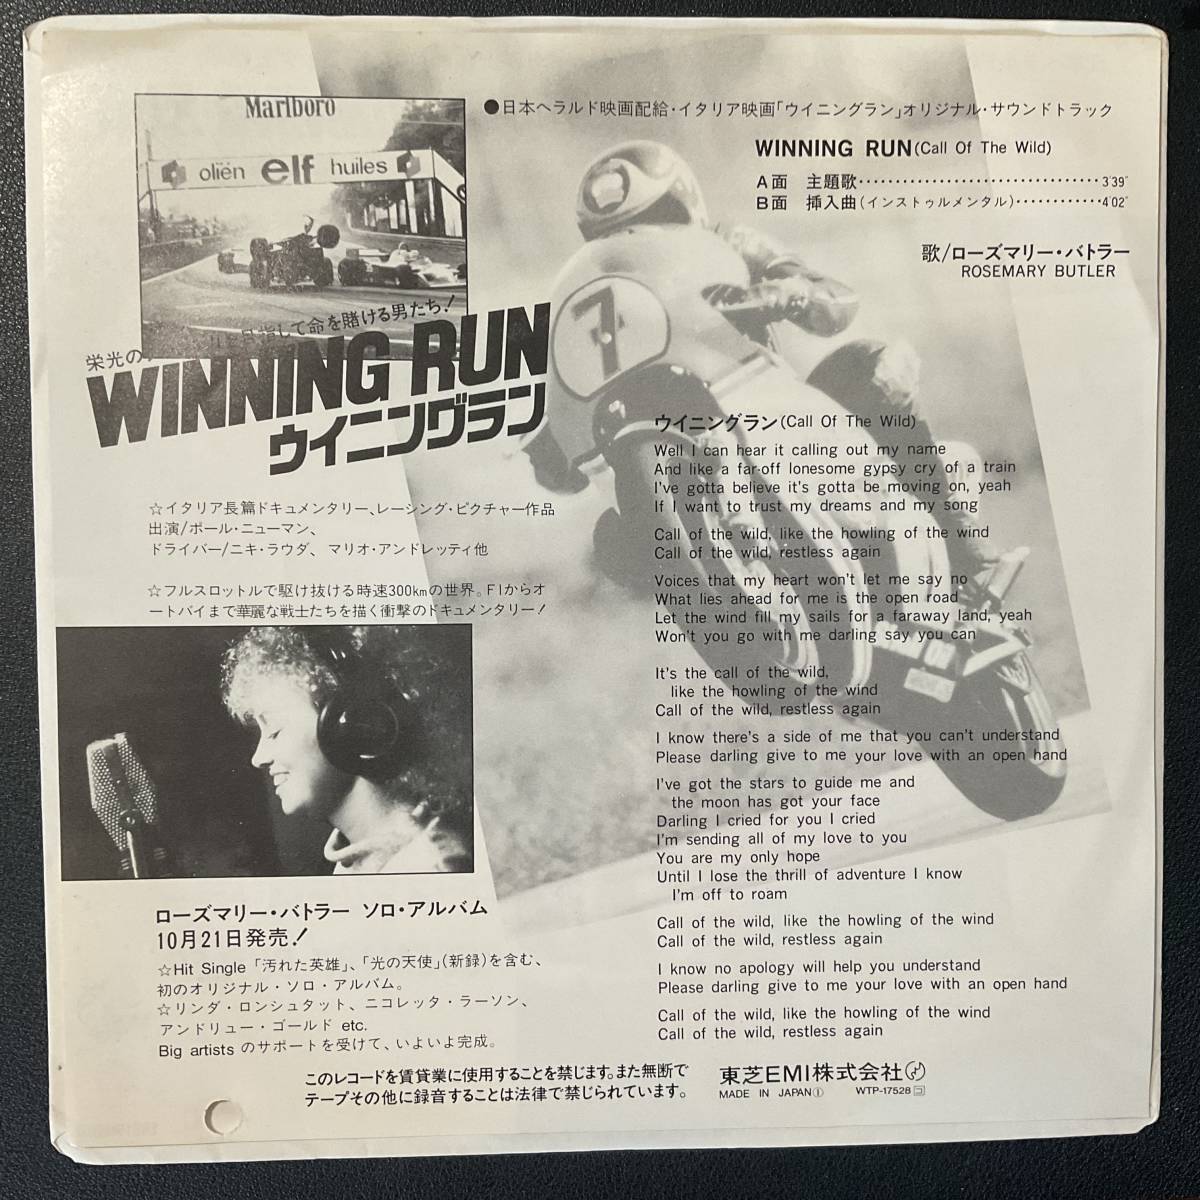 Marlboro
oliën elf huiles
●日本ヘラルド映画配給・イタリア映画「ウイニングラン」オリジナル・サウンドトラック
WINNING RUN(Call Of The Wild)
A面 主題歌································3'39"
B面 挿入曲(インストゥルメンタル)············4'02"
歌/ローズマリー・バトラー
ROSEMARY BUTLER
栄光の
を目指して命を賭ける男たち!
WINNING RUN
ウイニングラン
7
☆イタリア長篇ドキュメンタリー、レーシング・ピクチャー作品
出演/ポール・ニューマン、
ドライバー/ニキ・ラウダ、マリオ・アンドレッティ他
☆フルスロットルで駆け抜ける時速300kmの世界。F1からオ
ートバイまで華麗な戦士たちを描く衝撃のドキュメンタリー!
ローズマリー・バトラー ソロ・アルバム
10月21日発売!
☆Hit Single「汚れた英雄」、「光の天使」(新録)を含む、
初のオリジナル・ソロ・アルバム。
☆リンダ・ロンシュタット、ニコレッタ・ラーソン、
アンドリュー・ゴールド etc.
Big artists のサポートを受けて、いよいよ完成。
ウイニングラン(Call Of The Wild)
Well I can hear it calling out my name
And like a far-off lonesome gypsy cry of a train
I've gotta believe it's gotta be moving on, yeah
If I want to trust my dreams and my song
Call of the wild, like the howling of the wind
Call of the wild, restless again
Voices that my heart won't let me say no
What lies ahead for me is the open road
Let the wind fill my sails for a faraway land, yeah
Won't you go with me darling say you can
It's the call of the wild,
like the howling of the wind
Call of the wild, restless again
I know there's a side of me that you can't understand
Please darling give to me your love with an open hand
I've got the stars to guide me and
the moon has got your face
Darling I cried for you I cried
I'm sending all of my love to you
You are my only hope
Until I lose the thrill of adventure I know
I'm off to roam
Call of the wild, like the howling of the wind
Call of the wild, restless again
I know no apology will help you understand
Please darling give to me your love with an open hand
Call of the wild, like the howling of the wind
Call of the wild, restless again
このレコードを賃貸業に使用することを禁じます。また無断で
テープその他に録音することは法律で禁じられています。
東芝EMI株式会社
MADE IN JAPAN① WTP-17528 コ